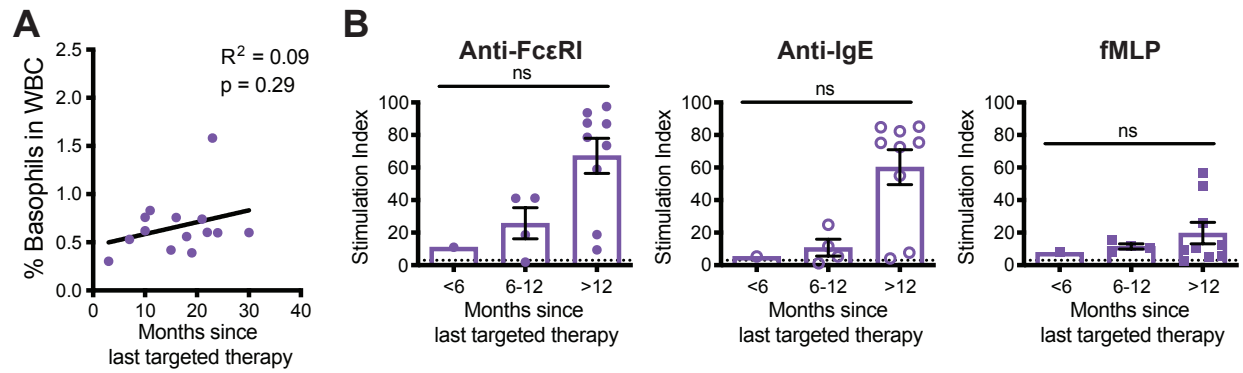 A
% Basophils in WBC
2.5
2.0
1.5
1.0
0.5
0.0
R² = 0.09
p = 0.29
0 10 20 30 40
Months since
last targeted therapy
B
Anti-FcεRI
ns
Stimulation Index
100
80
60
40
20
0
<6 6-12 >12
Months since
last targeted therapy
Anti-IgE
ns
Stimulation Index
100
80
60
40
20
0
<6 6-12 >12
Months since
last targeted therapy
fMLP
ns
Stimulation Index
100
80
60
40
20
0
<6 6-12 >12
Months since
last targeted therapy